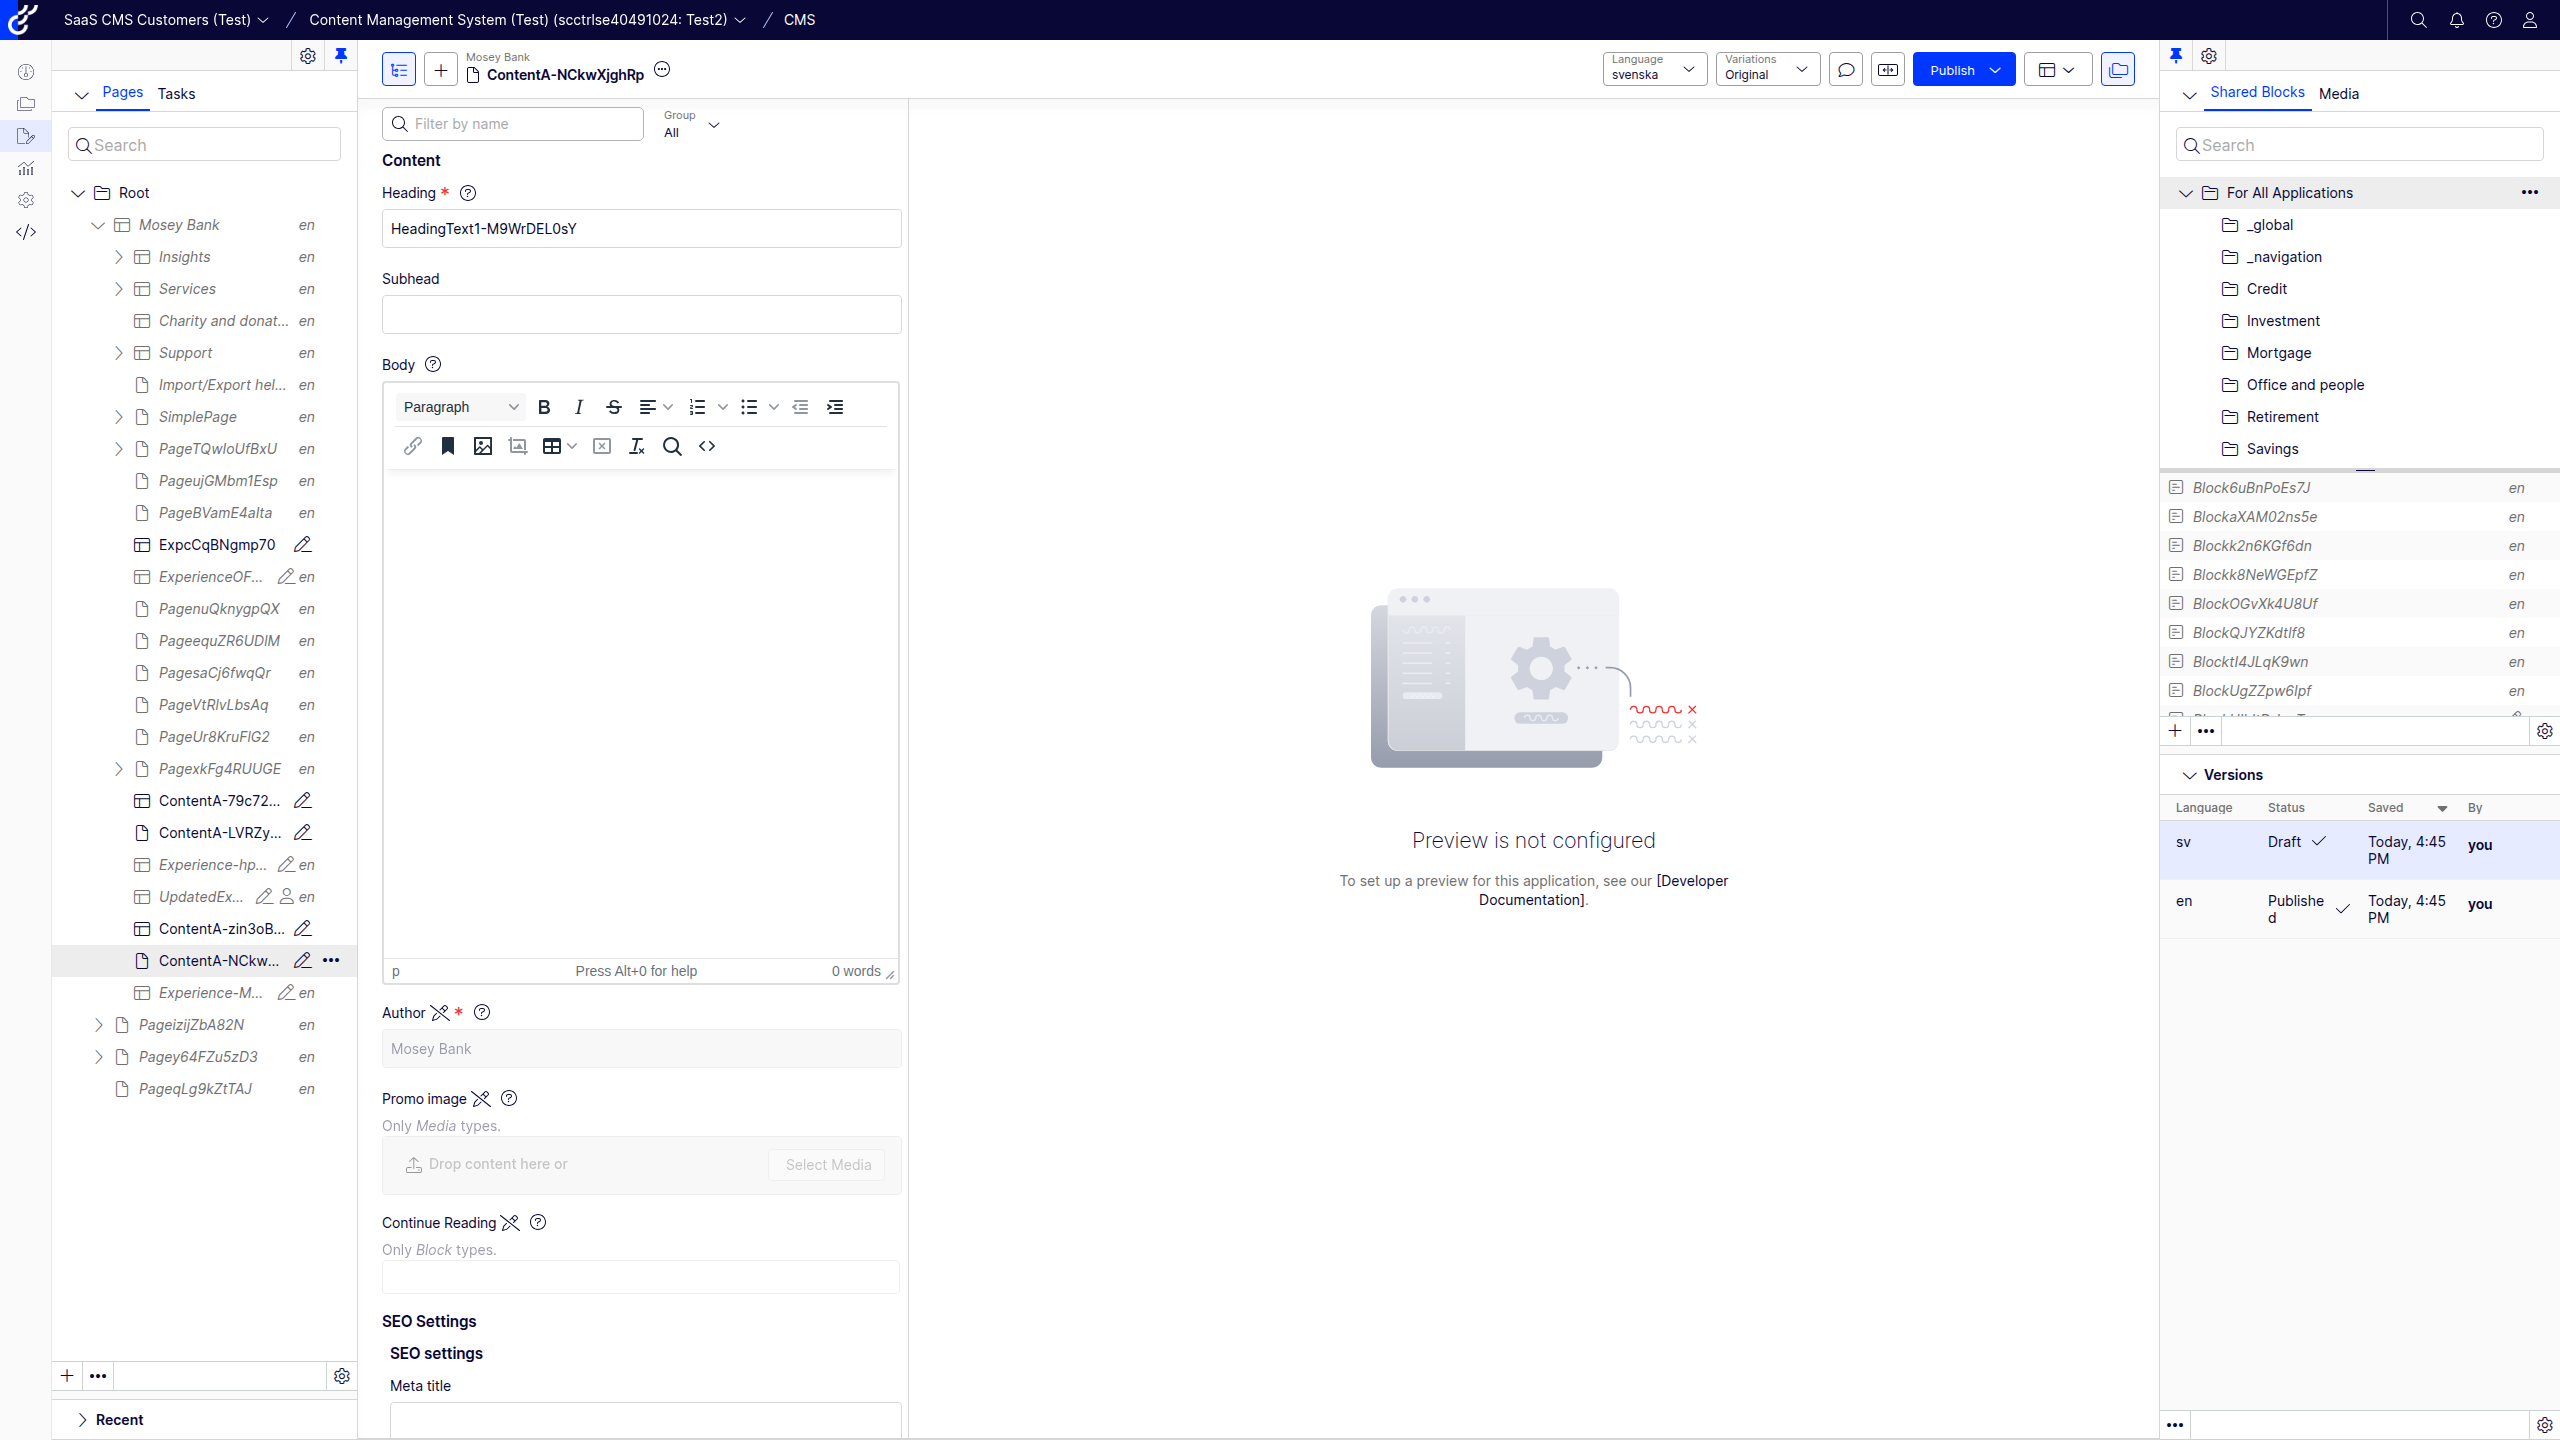 SaaS CMS Customers (Test)
Content Management System (Test) (scctrlse40491024: Test2)
CMS
Pages
Tasks
Search
Root
Mosey Bank en
Insights en
Services en
Charity and donat... en
Support en
Import/Export hel... en
SimplePage en
PageTQwloUfBxU en
PageujGMbm1Esp en
PageBVamE4alta en
ExpcCqBNgmp70
ExperienceOF... en
PagenuQknygpQX en
PageequZR6UDIM en
PagesaCj6fwqQr en
PageVtRlvLbsAq en
PageUr8KruFIG2 en
PagexkFg4RUUGE en
ContentA-79c72...
ContentA-LVRZy...
Experience-hp... en
UpdatedEx... en
ContentA-zin3oB...
ContentA-NCkw...
Experience-M... en
PageizijZbA82N en
Pagey64FZu5zD3 en
PageqLg9kZtTAJ en
Recent
Mosey Bank
ContentA-NCkwXjghRp
Language
svenska
Variations
Original
Publish
Filter by name
Group
All
Content
Heading *
HeadingText1-M9WrDEL0sY
Subhead
Body
Paragraph
p
Press Alt+0 for help
0 words
Author *
Mosey Bank
Promo image
Only Media types.
Drop content here or
Select Media
Continue Reading
Only Block types.
SEO Settings
SEO settings
Meta title
Preview is not configured
To set up a preview for this application, see our [Developer
Documentation].
Shared Blocks
Media
Search
For All Applications
_global
_navigation
Credit
Investment
Mortgage
Office and people
Retirement
Savings
Block6uBnPoEs7J en
BlockaXAM02ns5e en
Blockk2n6KGf6dn en
Blockk8NeWGEpfZ en
BlockOGvXk4U8Uf en
BlockQJYZKdtlf8 en
Blocktl4JLqK9wn en
BlockUgZZpw6lpf en
Versions
Language Status Saved By
sv Draft Today, 4:45 PM you
en Published Today, 4:45 PM you